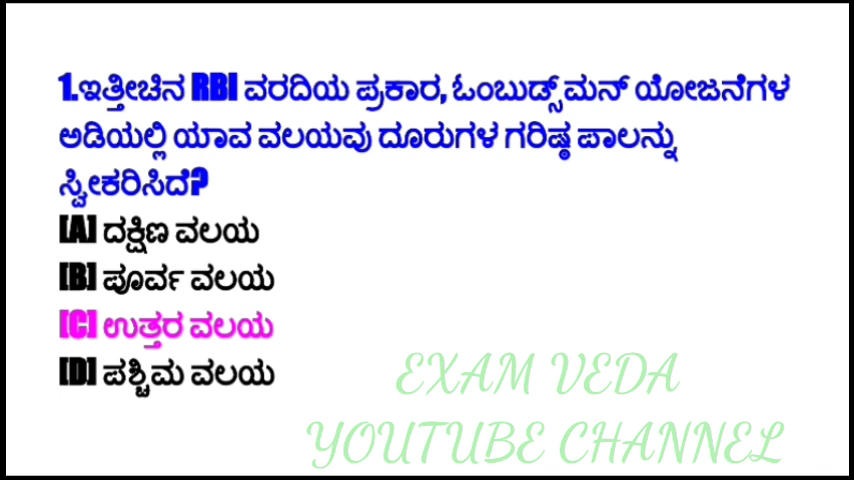 1.ಇತ್ತೀಚಿನ RBI ವರದಿಯ ಪ್ರಕಾರ, ಓಂಬುಡ್ಸ್‌ಮನ್ ಯೋಜನೆಗಳ
ಅಡಿಯಲ್ಲಿ ಯಾವ ವಲಯವು ದೂರುಗಳ ಗರಿಷ್ಠ ಪಾಲನ್ನು
ಸ್ವೀಕರಿಸಿದೆ?
[A] ದಕ್ಷಿಣ ವಲಯ
[B] ಪೂರ್ವ ವಲಯ
[C] ಉತ್ತರ ವಲಯ
[D] ಪಶ್ಚಿಮ ವಲಯ
EXAM VEDA
YOUTUBE CHANNEL